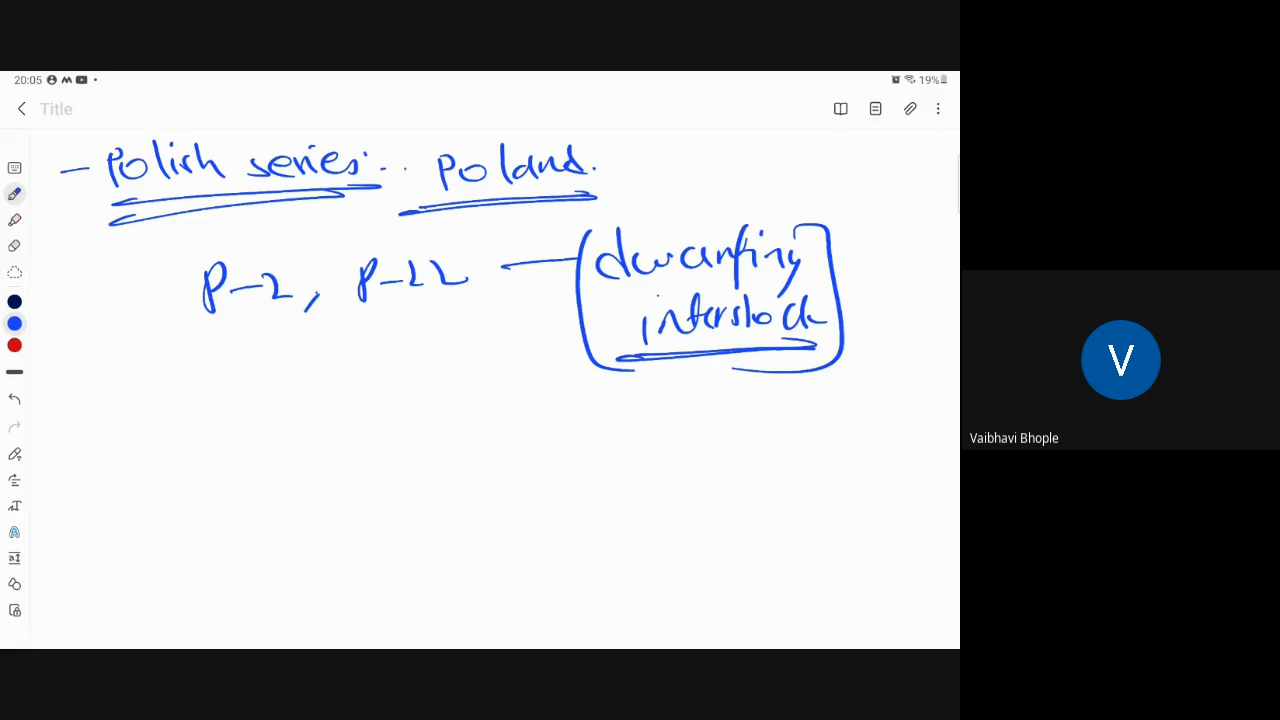 20:05 19%
Title
- Polish series: .. Poland.
P-2, P-22
dwarfing
interstock
V
Vaibhavi Bhople